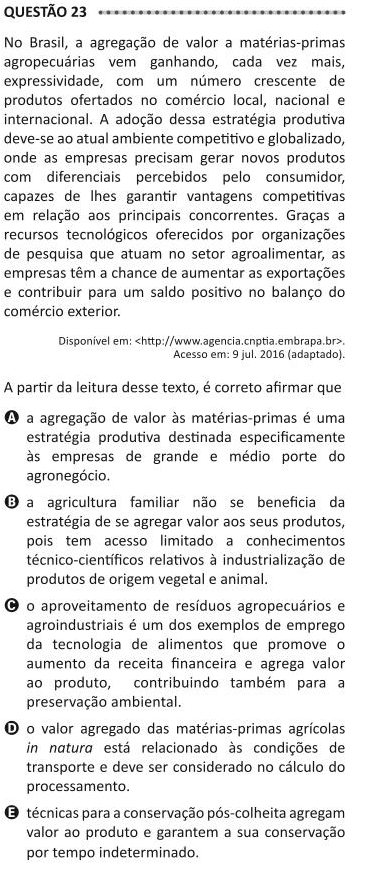 QUESTÃO 23
No Brasil, a agregação de valor a matérias-primas
agropecuárias vem ganhando, cada vez mais,
expressividade, com um número crescente de
produtos ofertados no comércio local, nacional e
internacional. A adoção dessa estratégia produtiva
deve-se ao atual ambiente competitivo e globalizado,
onde as empresas precisam gerar novos produtos
com diferenciais percebidos pelo consumidor,
capazes de lhes garantir vantagens competitivas
em relação aos principais concorrentes. Graças a
recursos tecnológicos oferecidos por organizações
de pesquisa que atuam no setor agroalimentar, as
empresas têm a chance de aumentar as exportações
e contribuir para um saldo positivo no balanço do
comércio exterior.
Disponível em: <http://www.agencia.cnptia.embrapa.br>.
Acesso em: 9 jul. 2016 (adaptado).
A partir da leitura desse texto, é correto afirmar que
A a agregação de valor às matérias-primas é uma
estratégia produtiva destinada especificamente
às empresas de grande e médio porte do
agronegócio.
B a agricultura familiar não se beneficia da
estratégia de se agregar valor aos seus produtos,
pois tem acesso limitado a conhecimentos
técnico-científicos relativos à industrialização de
produtos de origem vegetal e animal.
C o aproveitamento de resíduos agropecuários e
agroindustriais é um dos exemplos de emprego
da tecnologia de alimentos que promove o
aumento da receita financeira e agrega valor
ao produto, contribuindo também para a
preservação ambiental.
D o valor agregado das matérias-primas agrícolas
in natura está relacionado às condições de
transporte e deve ser considerado no cálculo do
processamento.
E técnicas para a conservação pós-colheita agregam
valor ao produto e garantem a sua conservação
por tempo indeterminado.